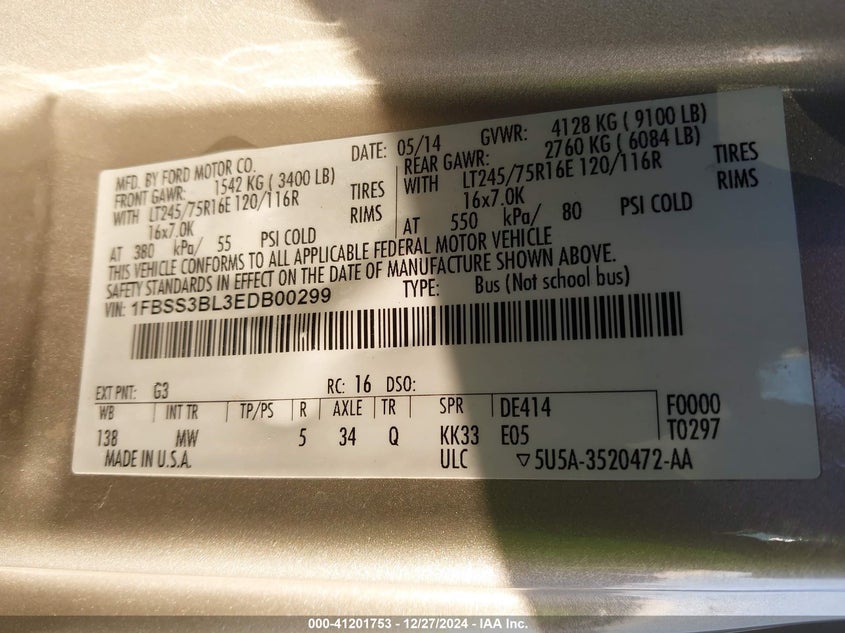 MFD. BY FORD MOTOR CO. DATE: 05/14 GVWR: 4128 KG ( 9100 LB)
FRONT GAWR: 1542 KG ( 3400 LB) REAR GAWR: 2760 KG ( 6084 LB)
WITH LT245/75R16E 120/116R TIRES WITH LT245/75R16E 120/116R TIRES
16x7.0K RIMS 16x7.0K RIMS
AT 380 kPa/ 55 PSI COLD AT 550 kPa/ 80 PSI COLD
THIS VEHICLE CONFORMS TO ALL APPLICABLE FEDERAL MOTOR VEHICLE
SAFETY STANDARDS IN EFFECT ON THE DATE OF MANUFACTURE SHOWN ABOVE.
VIN: 1FBSS3BL3EDB00299 TYPE: Bus (Not school bus)
EXT PNT: G3 RC: 16 DSO:
WB INT TR TP/PS R AXLE TR SPR DE414 F0000
138 MW 5 34 Q KK33 E05 T0297
MADE IN U.S.A. ULC ▽5U5A-3520472-AA
000-41201753 - 12/27/2024 - IAA Inc.